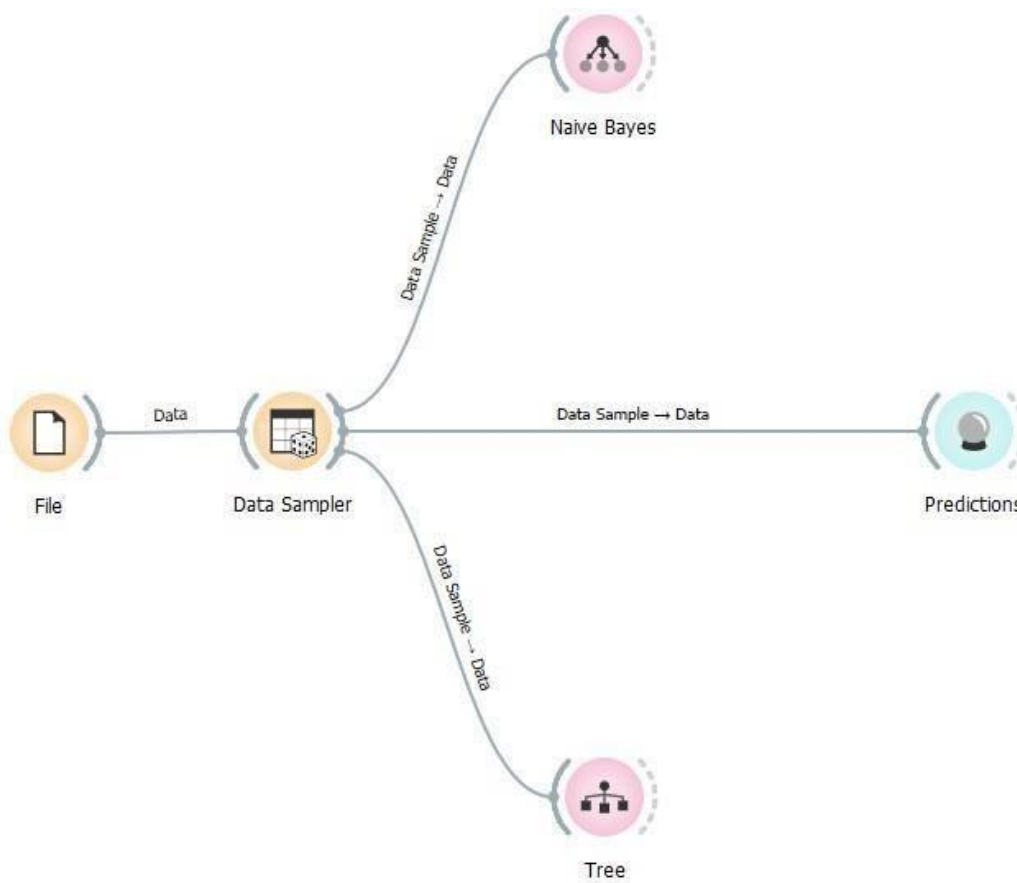 Naive Bayes
Data Sample → Data
Data
Data Sample → Data
File
Data Sampler
Predictions
Data Sample → Data
Tree